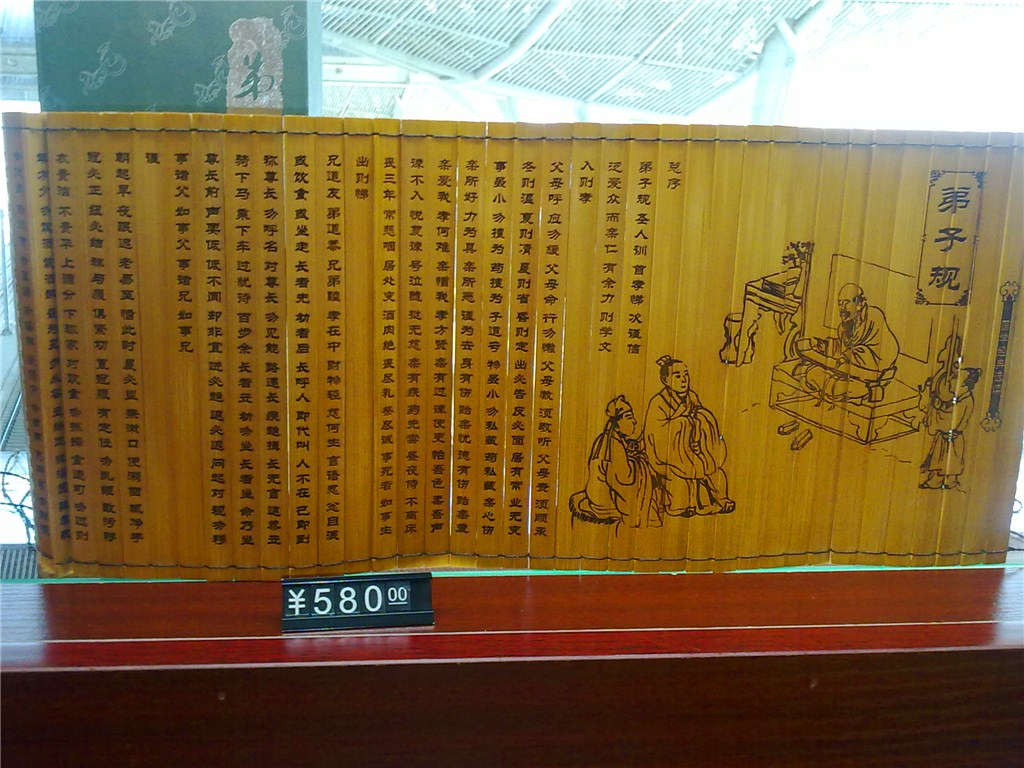 弟
弟子规
总序
弟子规 圣人训 首孝悌 次谨信
泛爱众 而亲仁 有余力 则学文
入则孝
父母呼 应勿缓 父母命 行勿懒 父母教 须敬听 父母责 须顺承
冬则温 夏则凊 晨则省 昏则定 出必告 反必面 居有常 业无变
事虽小 勿擅为 苟擅为 子道亏 物虽小 勿私藏 苟私藏 亲心伤
亲所好 力为具 亲所恶 谨为去 身有伤 贻亲忧 德有伤 贻亲羞
亲爱我 孝何难 亲憎我 孝方贤 亲有过 谏使更 怡吾色 柔吾声
谏不入 悦复谏 号泣随 挞无怨 亲有疾 药先尝 昼夜侍 不离床
丧三年 常悲咽 居处变 酒肉绝 丧尽礼 祭尽诚 事死者 如事生
出则悌
兄道友 弟道恭 兄弟睦 孝在中 财物轻 怨何生 言语忍 忿自泯
或饮食 或坐走 长者先 幼者后 长呼人 即代叫 人不在 己即到
称尊长 勿呼名 对尊长 勿见能 路遇长 疾趋揖 长无言 退恭立
骑下马 乘下车 过犹待 百步余 长者立 幼勿坐 长者坐 命乃坐
尊长前 声要低 低不闻 却非宜 进必趋 退必迟 问起对 视勿移
事诸父 如事父 事诸兄 如事兄
谨
朝起早 夜眠迟 老易至 惜此时 晨必盥 兼漱口 便溺回 辄净手
冠必正 纽必结 袜与履 俱紧切 置冠服 有定位 勿乱顿 致污秽
衣贵洁 不贵华 上循分 下称家 对饮食 勿拣择 食适可 勿过则
¥580 00